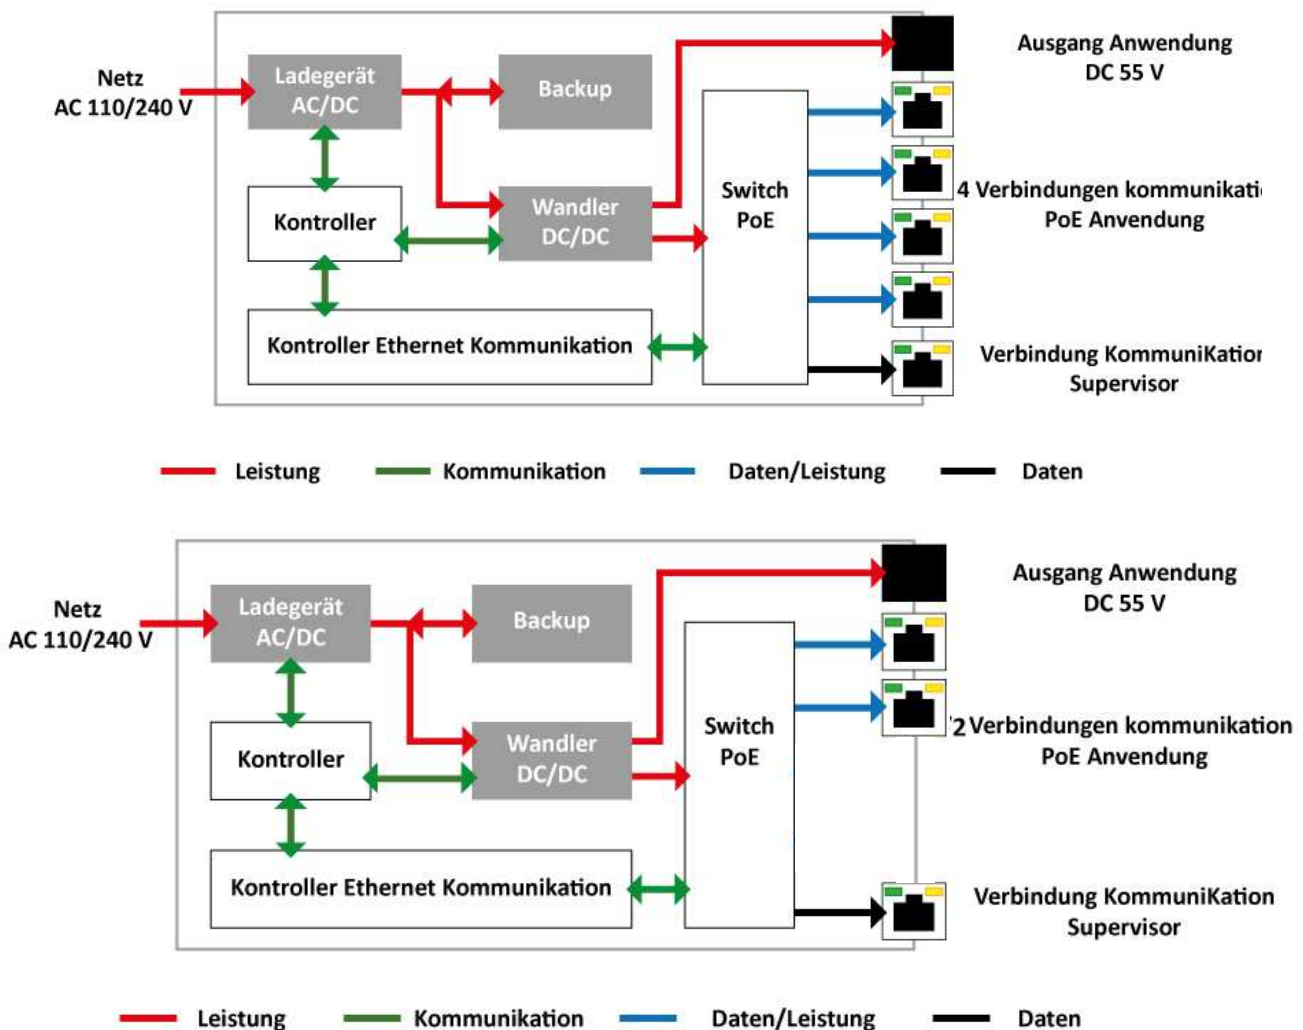 Netz
AC 110/240 V
Ladegerät
AC/DC
Backup
Kontroller
Wandler
DC/DC
Kontroller Ethernet Kommunikation
Switch
PoE
Ausgang Anwendung
DC 55 V
4 Verbindungen kommunikati
PoE Anvendung
Verbindung KommuniKation
Supervisor
Leistung Kommunikation Daten/Leistung Daten
Netz
AC 110/240 V
Ladegerät
AC/DC
Backup
Kontroller
Wandler
DC/DC
Kontroller Ethernet Kommunikation
Switch
PoE
Ausgang Anwendung
DC 55 V
2 Verbindungen kommunikation
PoE Anvendung
Verbindung KommuniKation
Supervisor
Leistung Kommunikation Daten/Leistung Daten